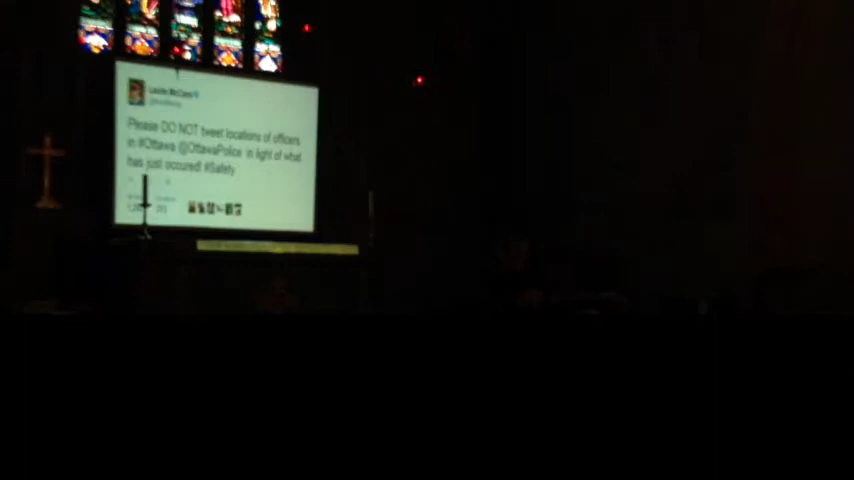 Please DO NOT tweet locations of officers
in #Ottawa @OttawaPolice in light of what
has just occured! #Safety